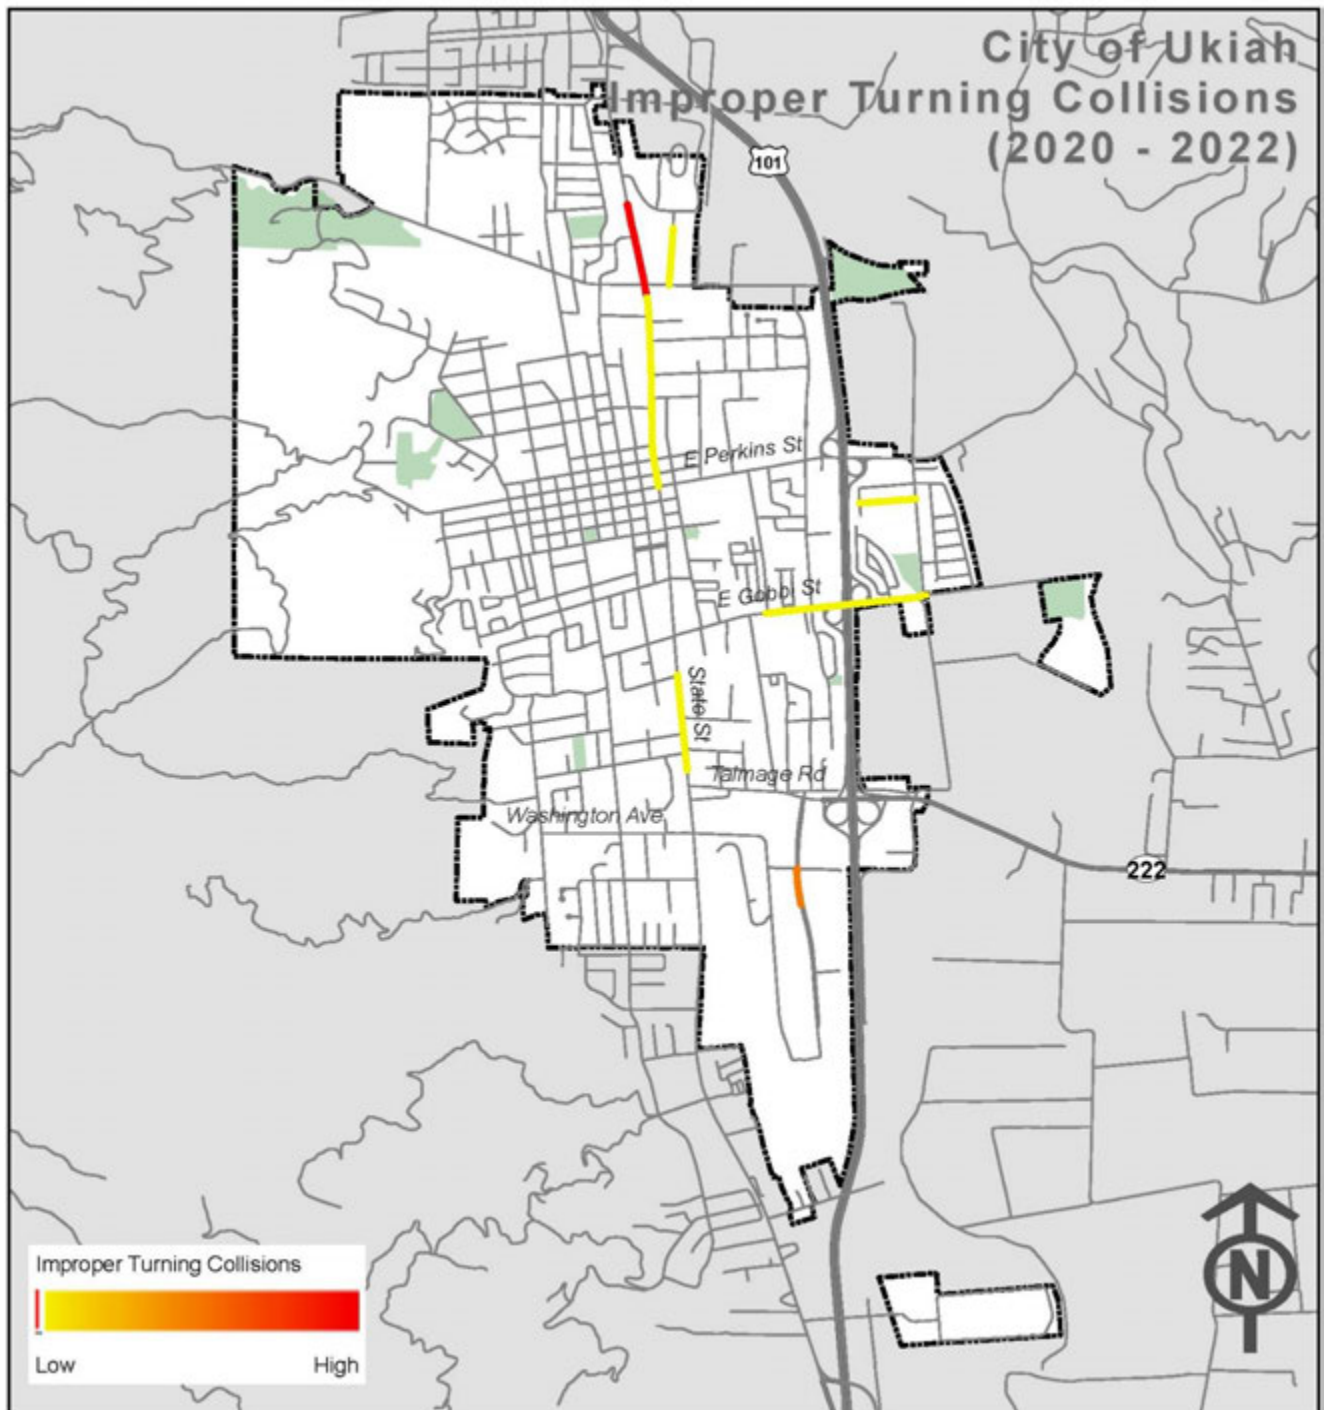 City of Ukiah
Improper Turning Collisions
(2020 - 2022)
101
E Perkins St
E Gobbi St
State St
Talmage Rd
Washington Ave
222
Improper Turning Collisions
Low High
N